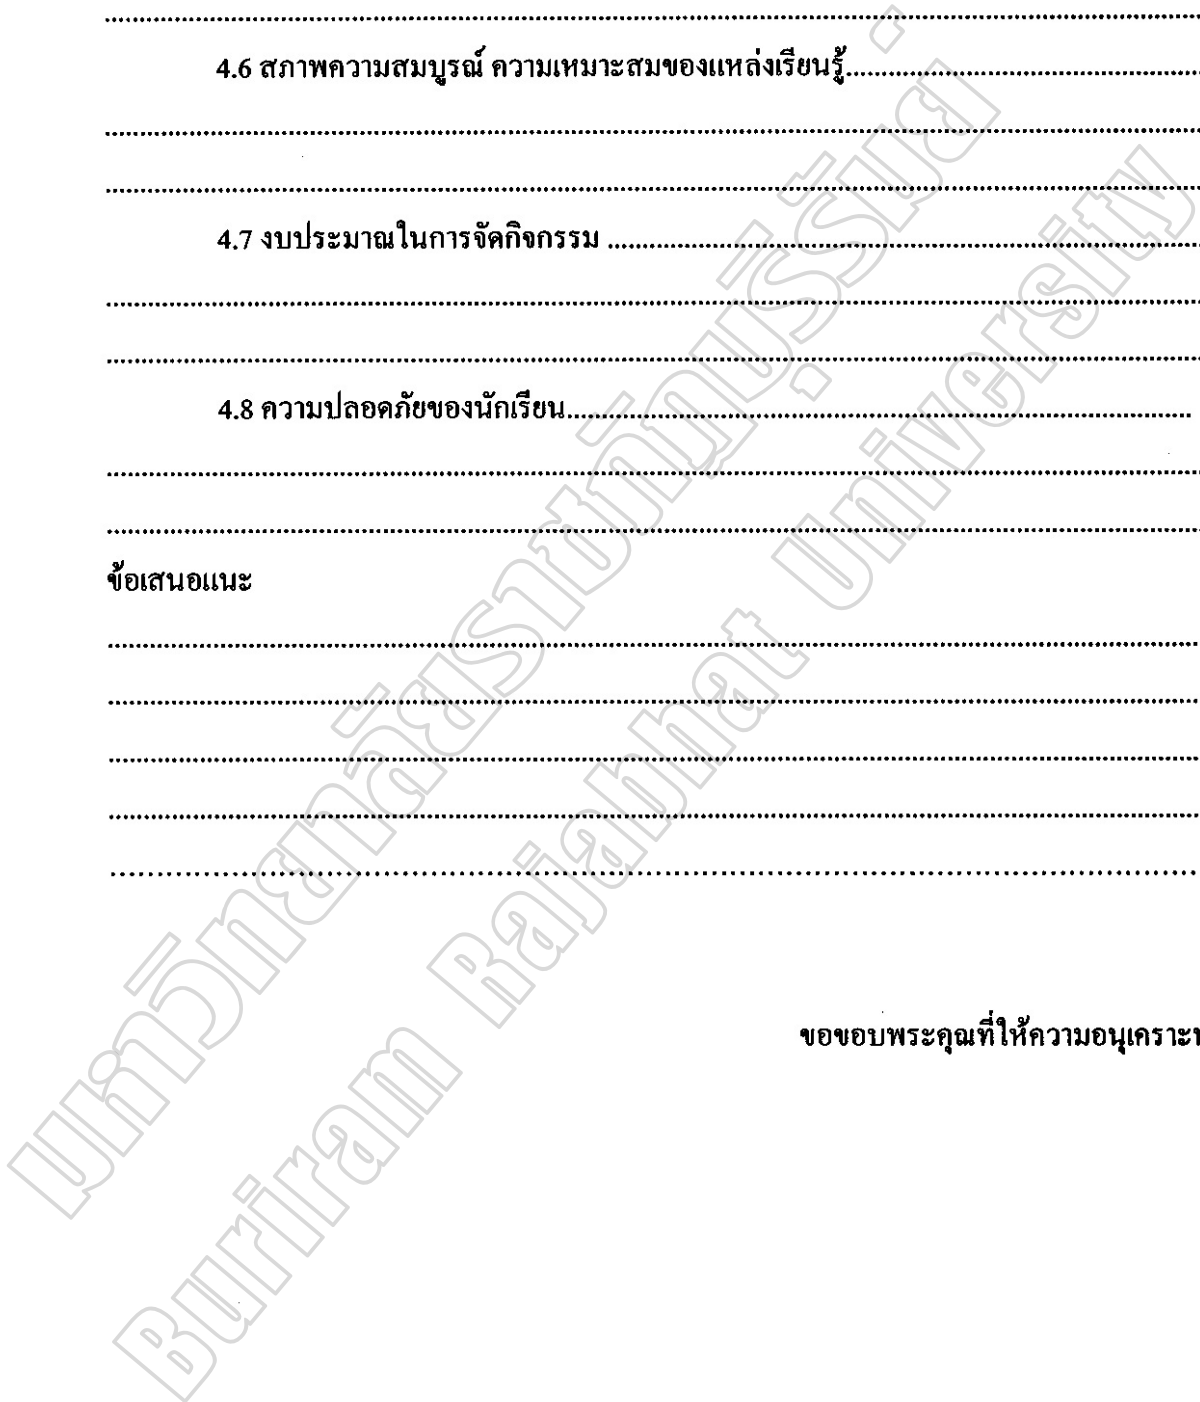 ....................................................................................................
4.6 สภาพความสมบูรณ์ ความเหมาะสมของแหล่งเรียนรู้..................................................
....................................................................................................
....................................................................................................
4.7 งบประมาณในการจัดกิจกรรม ..................................................
....................................................................................................
....................................................................................................
4.8 ความปลอดภัยของนักเรียน..................................................
....................................................................................................
....................................................................................................
ข้อเสนอแนะ
....................................................................................................
....................................................................................................
....................................................................................................
....................................................................................................
....................................................................................................
ขอขอบพระคุณที่ให้ความอนุเคราะห
มหาวิทยาลัยราชภัฏบุรีรัมย์
Buriram Rajabhat University